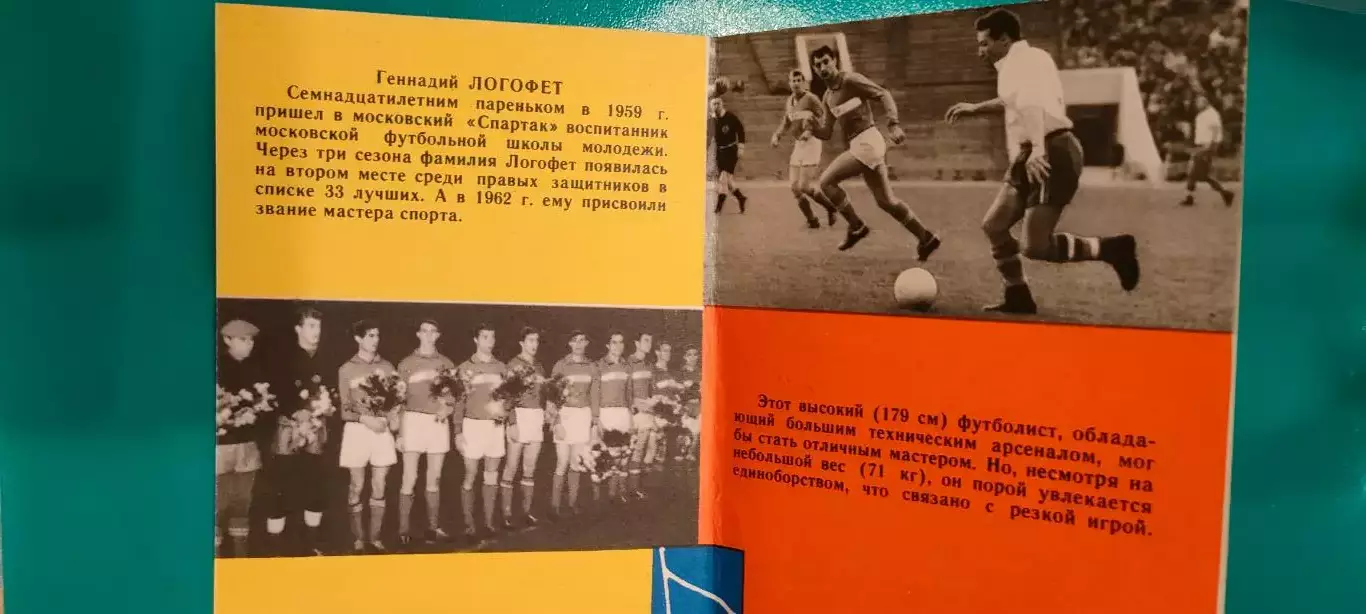 Геннадий ЛОГОФЕТ
Семнадцатилетним пареньком в 1959 г.
пришел в московский «Спартак» воспитанник
московской футбольной школы молодежи.
Через три сезона фамилия Логофет появилась
на втором месте среди правых защитников в
списке 33 лучших. А в 1962 г. ему присвоили
звание мастера спорта.
Этот высокий (179 см) футболист, облада-
ющий большим техническим арсеналом, мог
бы стать отличным мастером. Но, несмотря на
небольшой вес (71 кг), он порой увлекается
единоборством, что связано с резкой игрой.